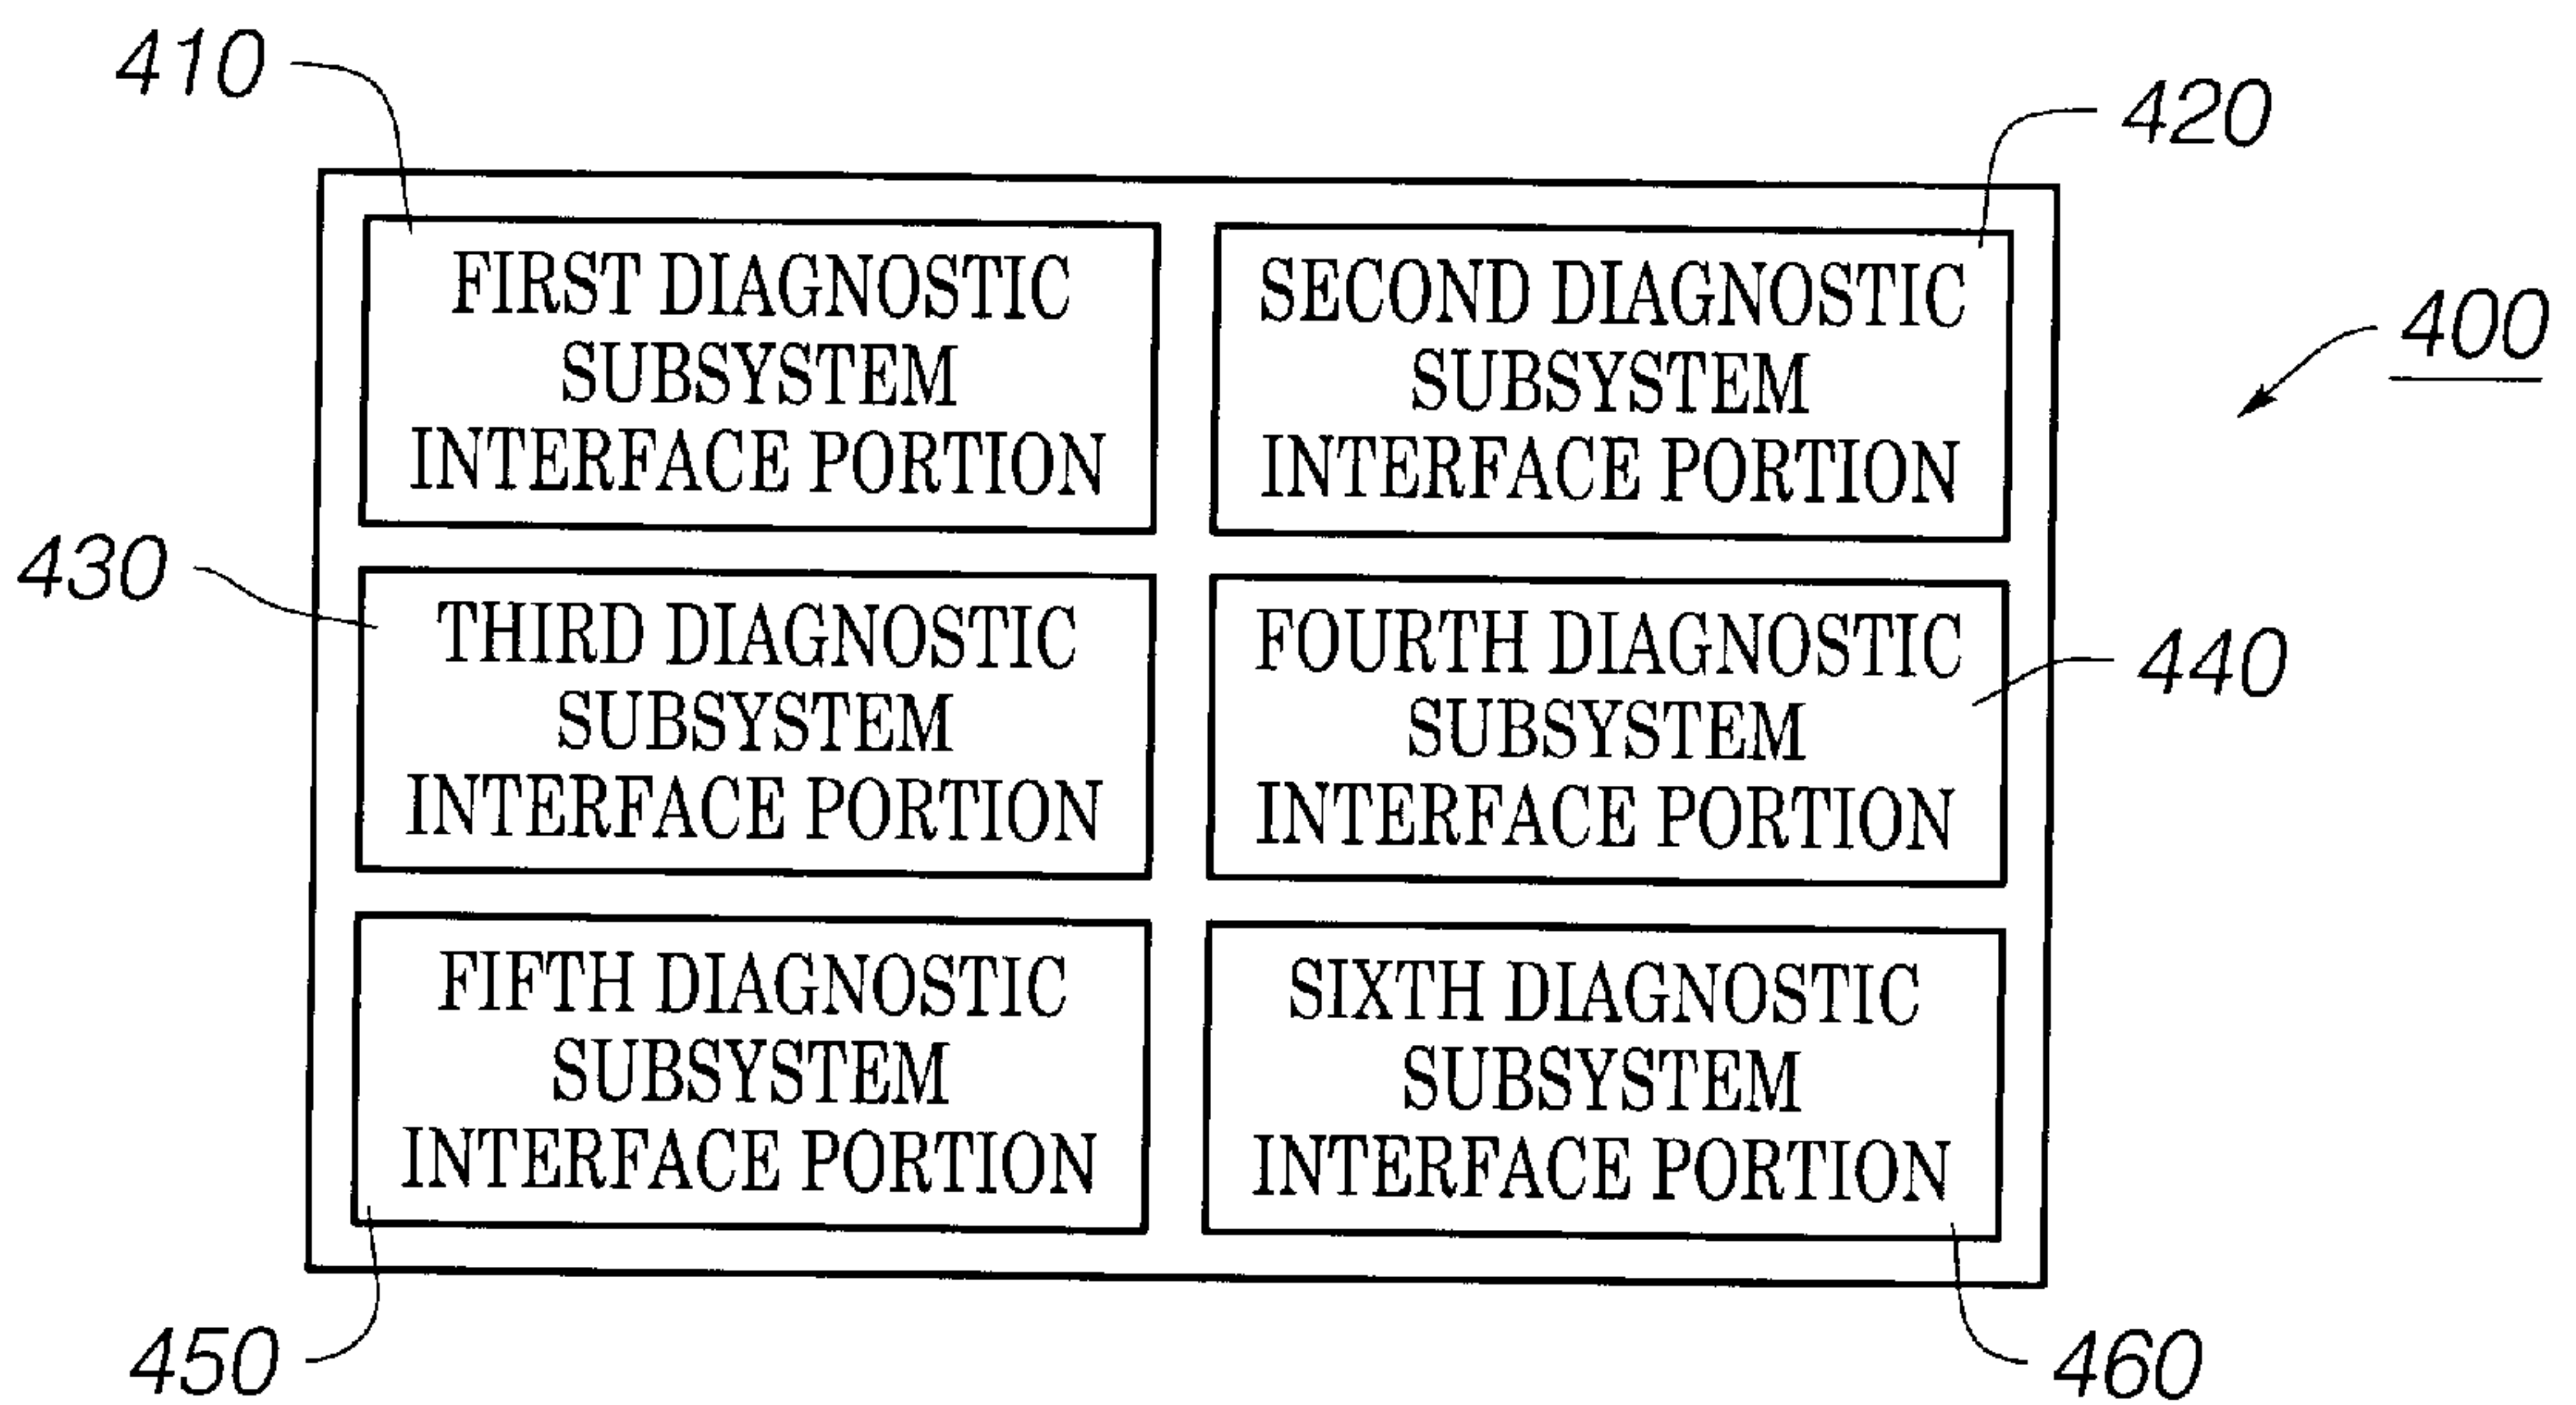 410
420
FIRST DIAGNOSTIC
SUBSYSTEM
INTERFACE PORTION
SECOND DIAGNOSTIC
SUBSYSTEM
INTERFACE PORTION
400
430
THIRD DIAGNOSTIC
SUBSYSTEM
INTERFACE PORTION
FOURTH DIAGNOSTIC
SUBSYSTEM
INTERFACE PORTION
440
FIFTH DIAGNOSTIC
SUBSYSTEM
INTERFACE PORTION
SIXTH DIAGNOSTIC
SUBSYSTEM
INTERFACE PORTION
450
460